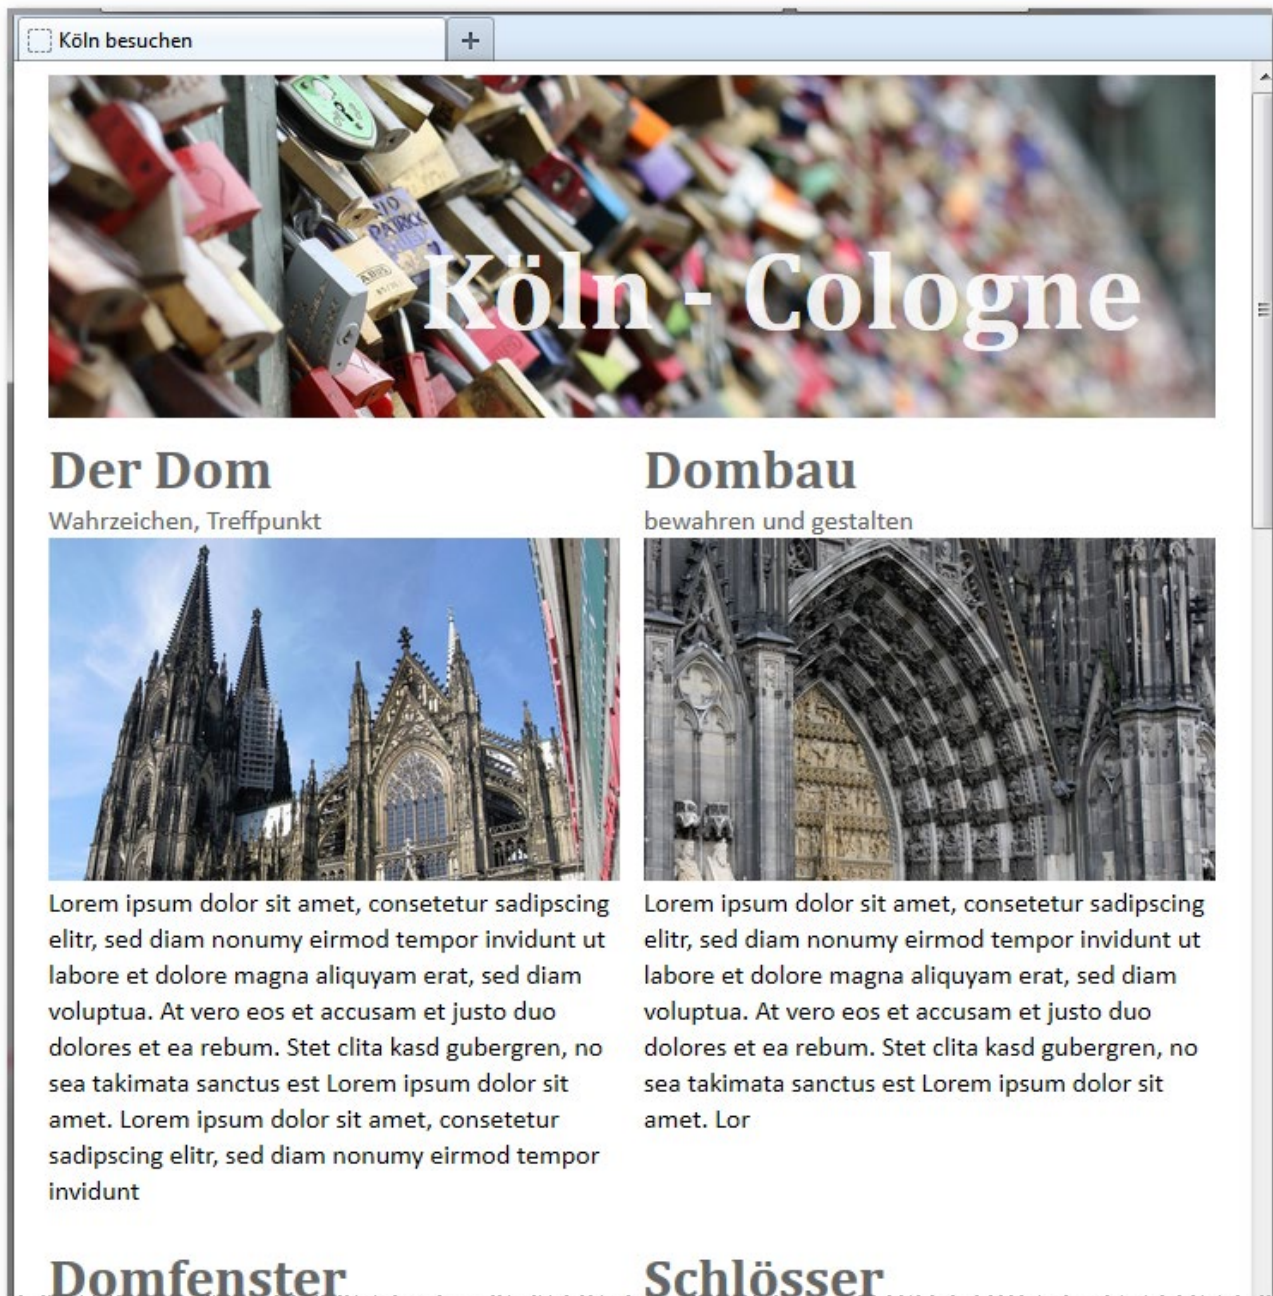 Köln besuchen
Köln - Cologne
PATRICK
ABUS
Der Dom
Wahrzeichen, Treffpunkt
Lorem ipsum dolor sit amet, consetetur sadipscing
elitr, sed diam nonumy eirmod tempor invidunt ut
labore et dolore magna aliquyam erat, sed diam
voluptua. At vero eos et accusam et justo duo
dolores et ea rebum. Stet clita kasd gubergren, no
sea takimata sanctus est Lorem ipsum dolor sit
amet. Lorem ipsum dolor sit amet, consetetur
sadipscing elitr, sed diam nonumy eirmod tempor
invidunt
Dombau
bewahren und gestalten
Lorem ipsum dolor sit amet, consetetur sadipscing
elitr, sed diam nonumy eirmod tempor invidunt ut
labore et dolore magna aliquyam erat, sed diam
voluptua. At vero eos et accusam et justo duo
dolores et ea rebum. Stet clita kasd gubergren, no
sea takimata sanctus est Lorem ipsum dolor sit
amet. Lor
Domfenster
Schlösser